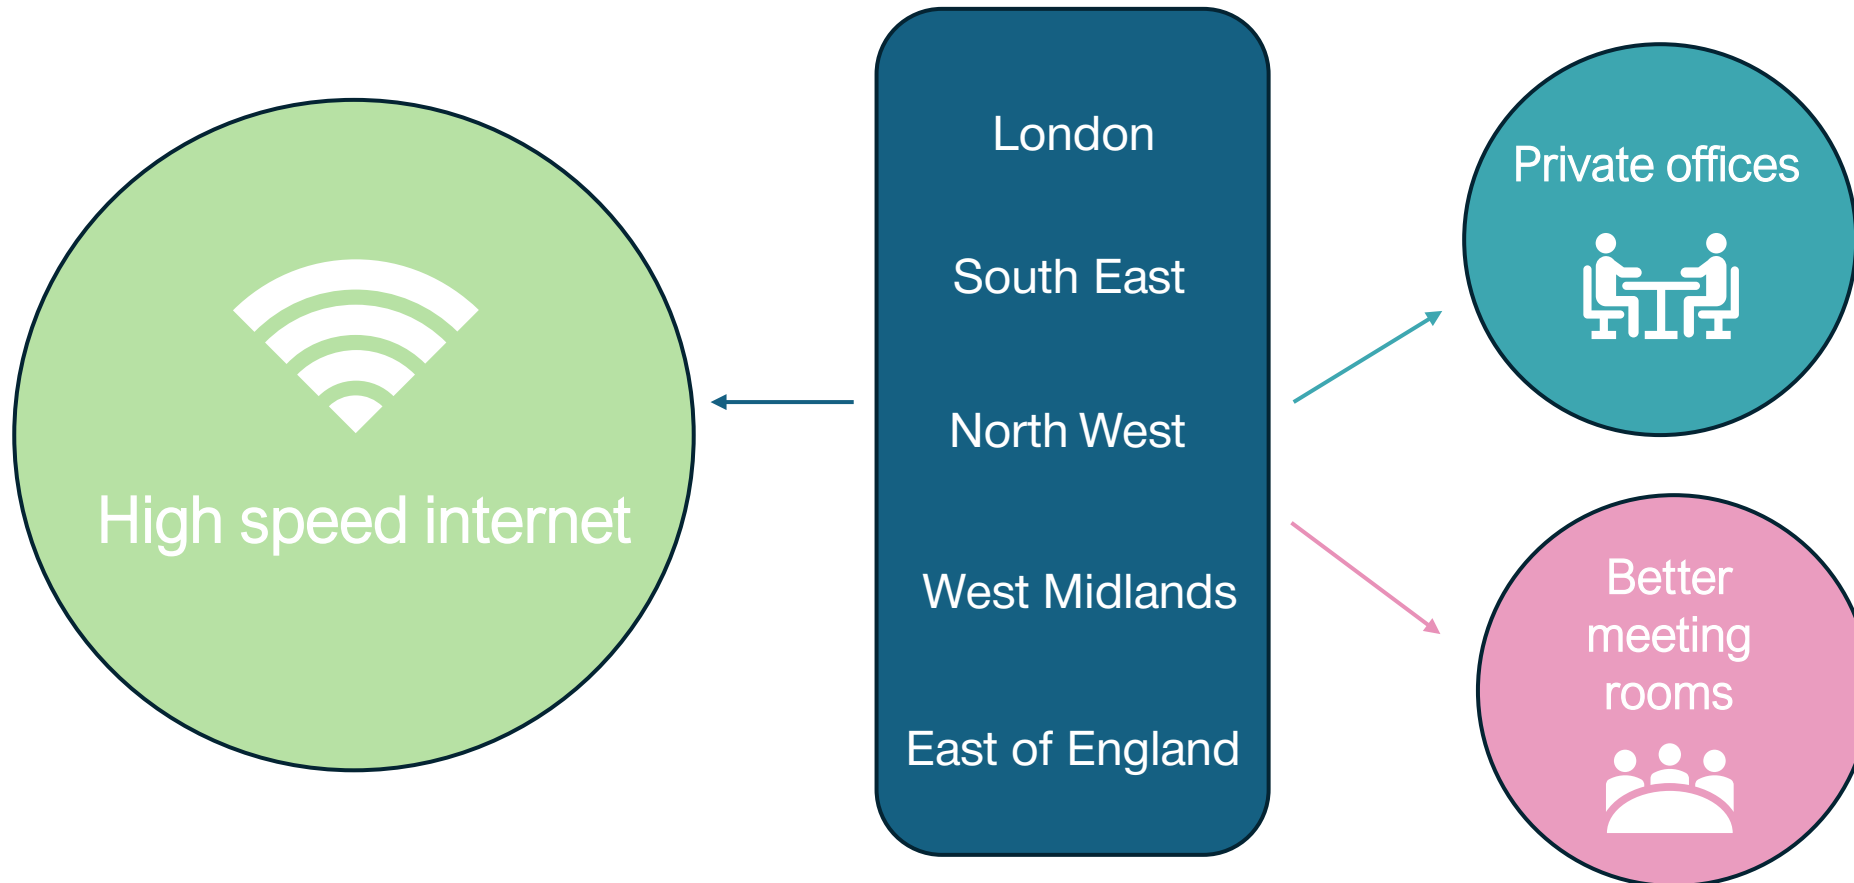 High speed internet
London
South East
North West
West Midlands
East of England
Private offices
Better
meeting
rooms